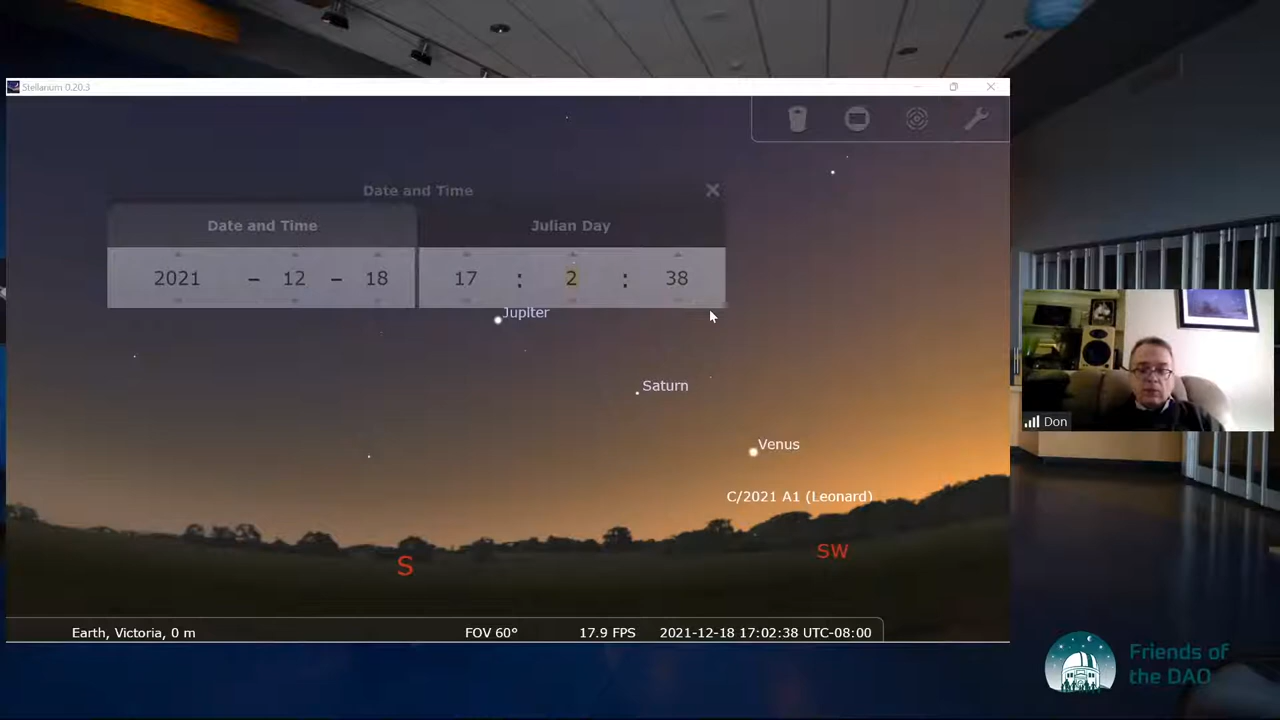 Stellarium 0.20.3
Date and Time
Date and Time
Julian Day
2021 - 12 - 18
17 : 2 : 38
Jupiter
Saturn
Venus
C/2021 A1 (Leonard)
S
SW
Earth, Victoria, 0 m
FOV 60°
17.9 FPS
2021-12-18 17:02:38 UTC-08:00
Don
Friends of
the DAO